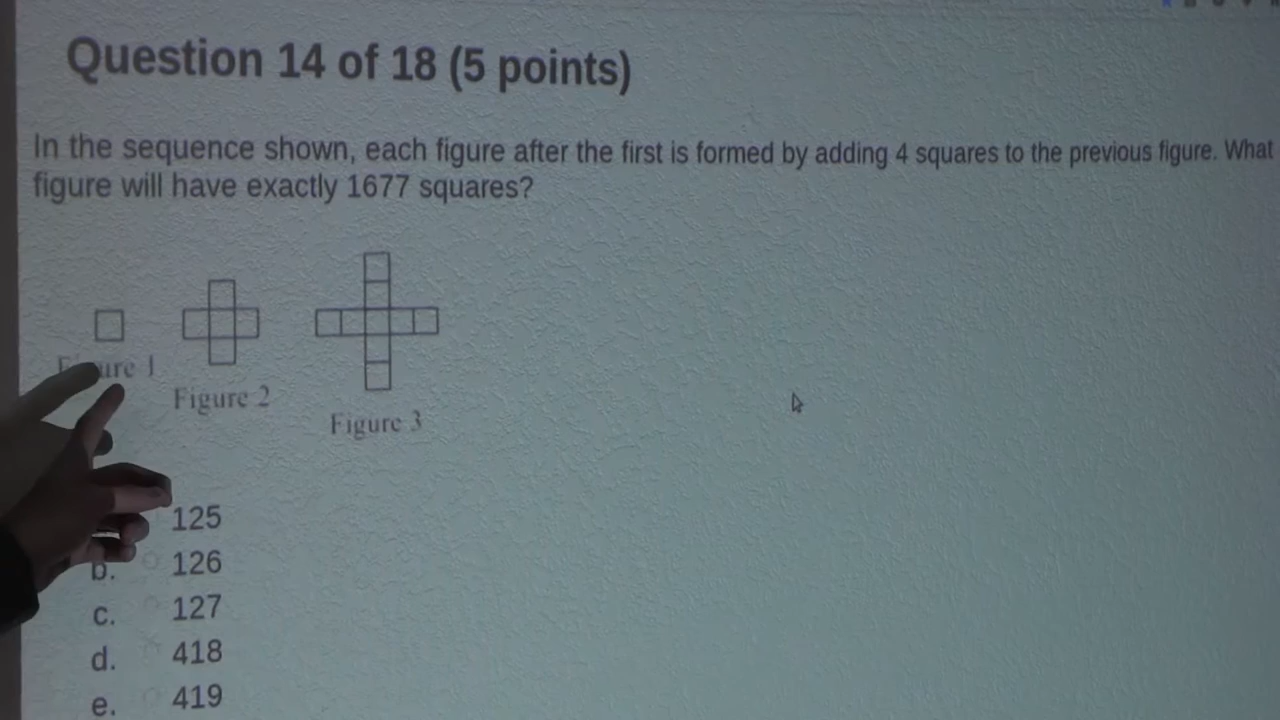 Question 14 of 18 (5 points)
In the sequence shown, each figure after the first is formed by adding 4 squares to the previous figure. What
figure will have exactly 1677 squares?
1
Figure 2
Figure 3
125
b. 126
c. 127
d. 418
e. 419